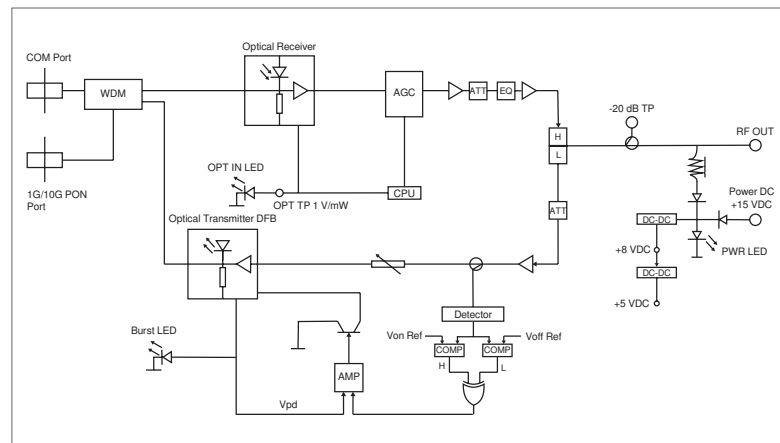 Optical Receiver
COM Port
WDM
AGC
ATT
EQ
-20 dB TP
H
L
RF OUT
OPT IN LED
1G/10G PON
Port
OPT TP 1 V/mW
CPU
Optical Transmitter DFB
ATT
Power DC
+15 VDC
DC-DC
PWR LED
+8 VDC
DC-DC
+5 VDC
Detector
Burst LED
Von Ref
Voff Ref
COMP
COMP
H
L
AMP
Vpd